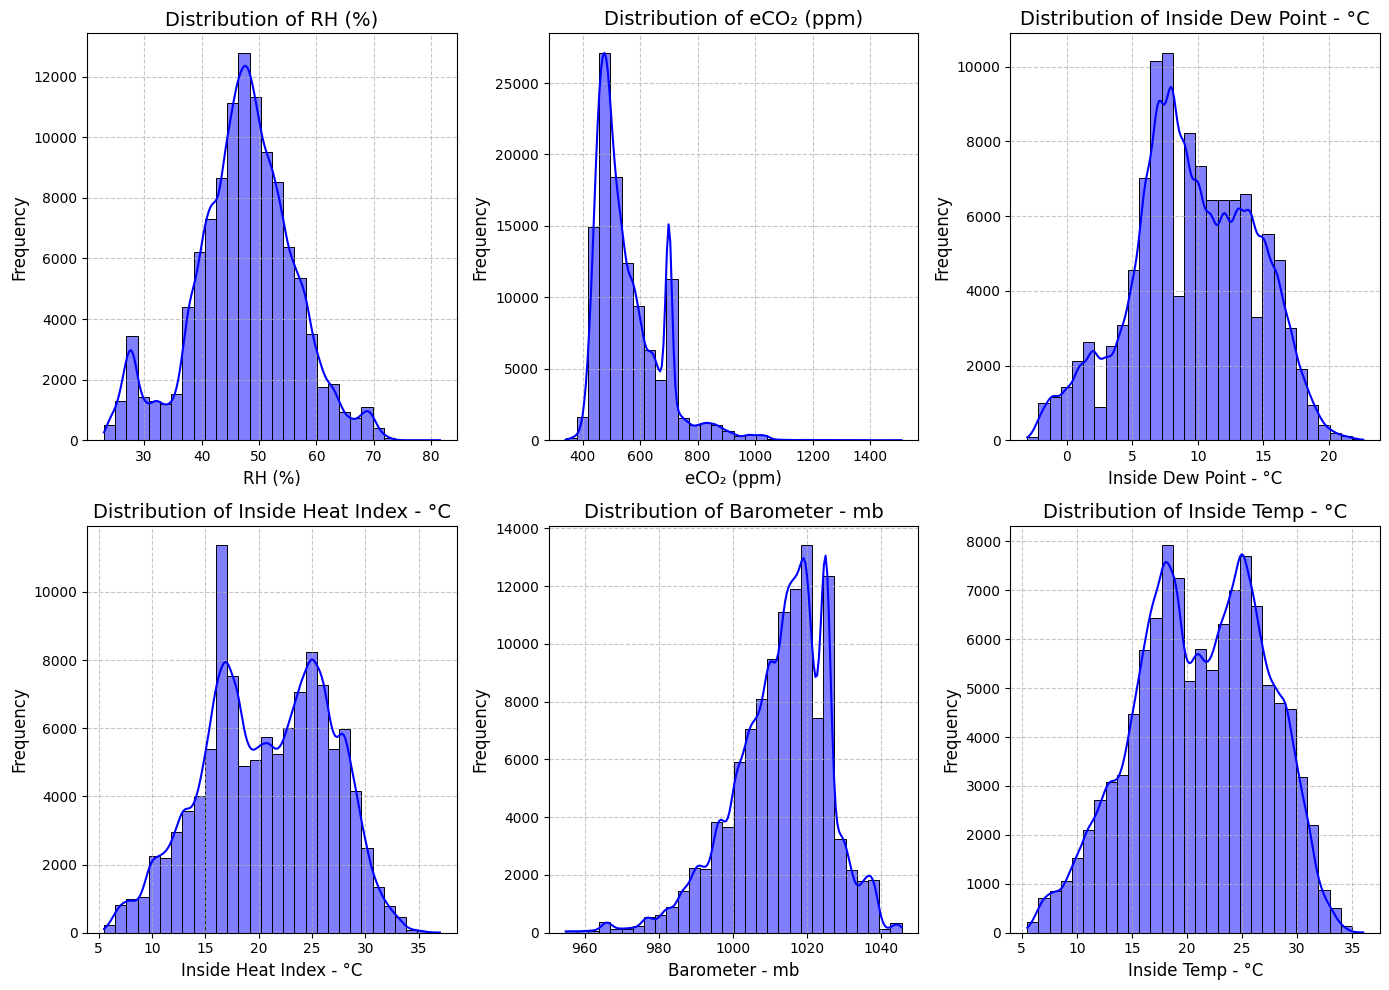 Distribution of RH (%)
Frequency
12000
10000
8000
6000
4000
2000
0
30 40 50 60 70 80
RH (%)
Distribution of eCO₂ (ppm)
Frequency
25000
20000
15000
10000
5000
0
400 600 800 1000 1200 1400
eCO₂ (ppm)
Distribution of Inside Dew Point - °C
Frequency
10000
8000
6000
4000
2000
0
0 5 10 15 20
Inside Dew Point - °C
Distribution of Inside Heat Index - °C
Frequency
10000
8000
6000
4000
2000
0
5 10 15 20 25 30 35
Inside Heat Index - °C
Distribution of Barometer - mb
Frequency
14000
12000
10000
8000
6000
4000
2000
0
960 980 1000 1020 1040
Barometer - mb
Distribution of Inside Temp - °C
Frequency
8000
7000
6000
5000
4000
3000
2000
1000
0
5 10 15 20 25 30 35
Inside Temp - °C